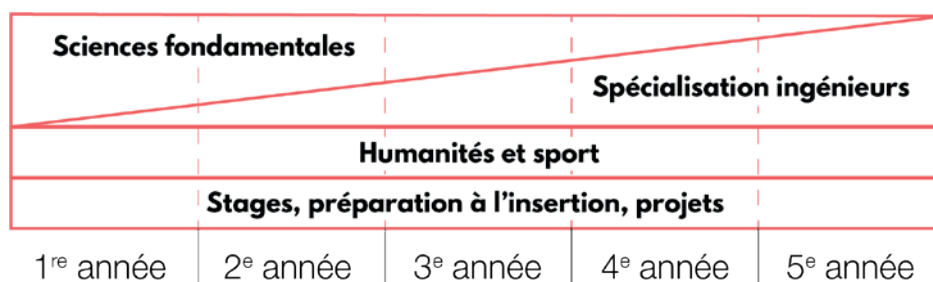 Sciences fondamentales
Spécialisation ingénieurs
Humanités et sport
Stages, préparation à l’insertion, projets
1re année 2e année 3e année 4e année 5e année